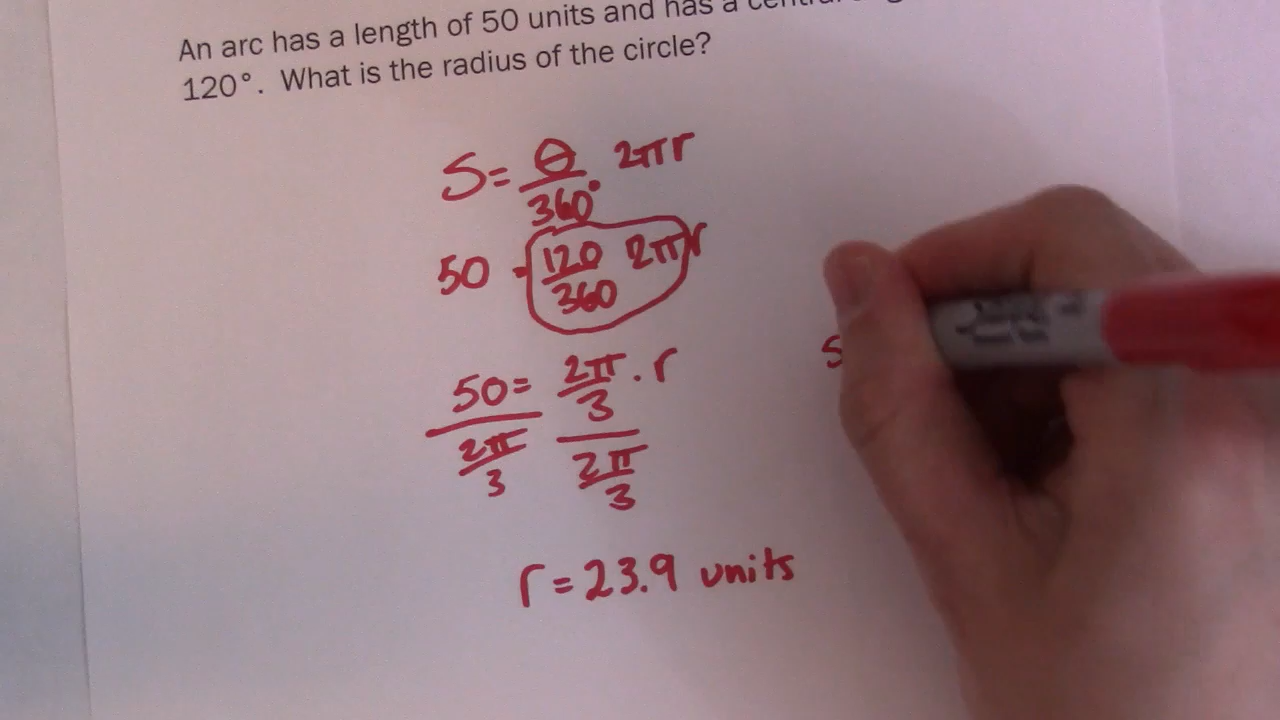 An arc has a length of 50 units and has a
120°. What is the radius of the circle?
S = θ/360° 2πr
50 = 120/360 2πr
50 = 2π/3 · r
2π/3 2π/3
r = 23.9 units
S